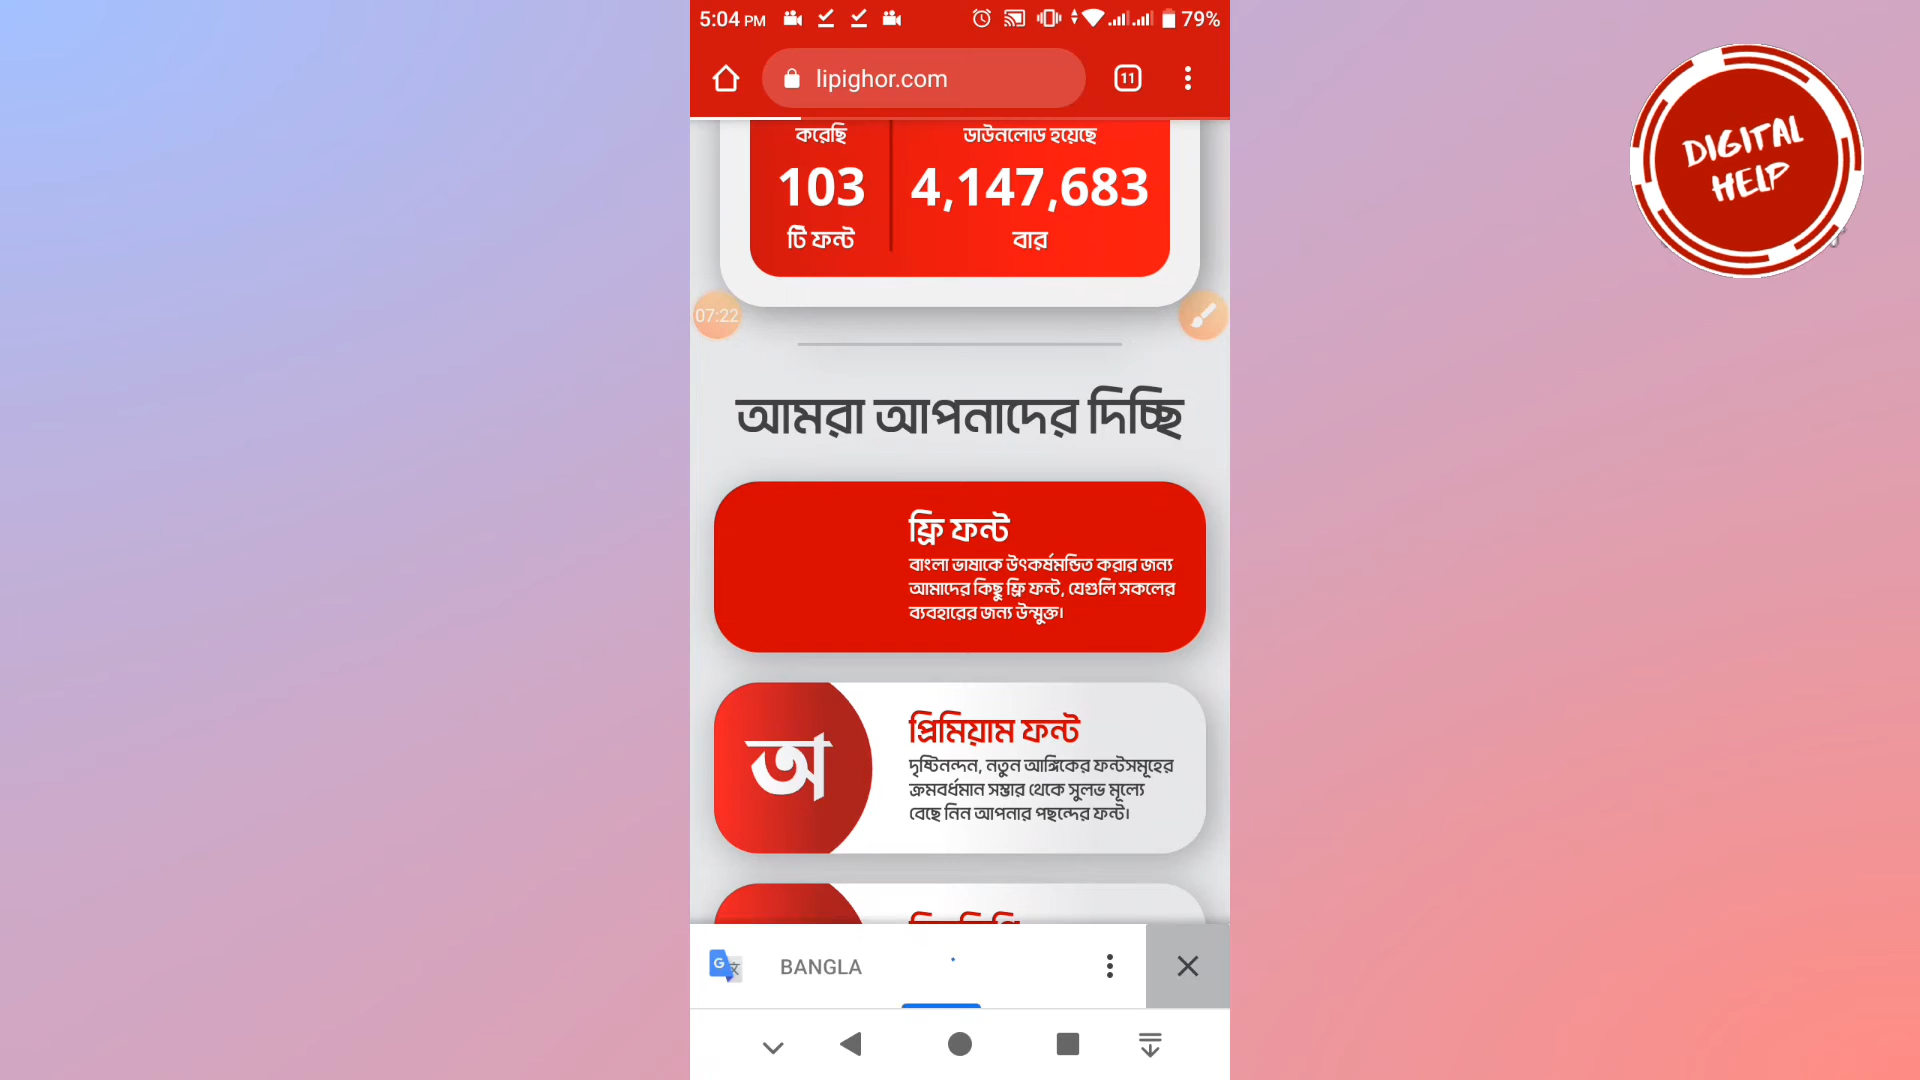 5:04 PM
79%
lipighor.com
11
DIGITAL
HELP
করেছি
ডাউনলোড হয়েছে
103
4,147,683
টি ফন্ট
বার
07:22
আমরা আপনাদের দিচ্ছি
ফ্রি ফন্ট
বাংলা ভাষাকে উৎকর্ষমন্ডিত করার জন্য
আমাদের কিছু ফ্রি ফন্ট, যেগুলি সকলের
ব্যবহারের জন্য উন্মুক্ত।
অ
প্রিমিয়াম ফন্ট
দৃষ্টিনন্দন, নতুন আঙ্গিকের ফন্টসমূহের
ক্রমবর্ধমান সম্ভার থেকে সুলভ মূল্যে
বেছে নিন আপনার পছন্দের ফন্ট।
BANGLA